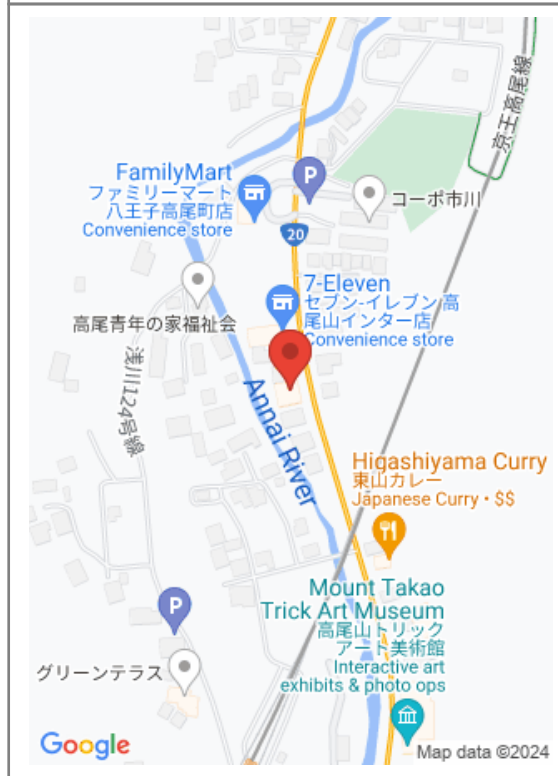 京王高尾線
FamilyMart
ファミリーマート
八王子高尾町店
Convenience store
P
コーポ市川
20
7-Eleven
セブン-イレブン 高
尾山インター店
Convenience store
高尾青年の家福祉会
浅川124号線
Annai River
Higashiyama Curry
東山カレー
Japanese Curry • $$
Mount Takao
Trick Art Museum
高尾山トリック
アート美術館
Interactive art
exhibits & photo ops
P
グリーンテラス
Google
Map data ©2024